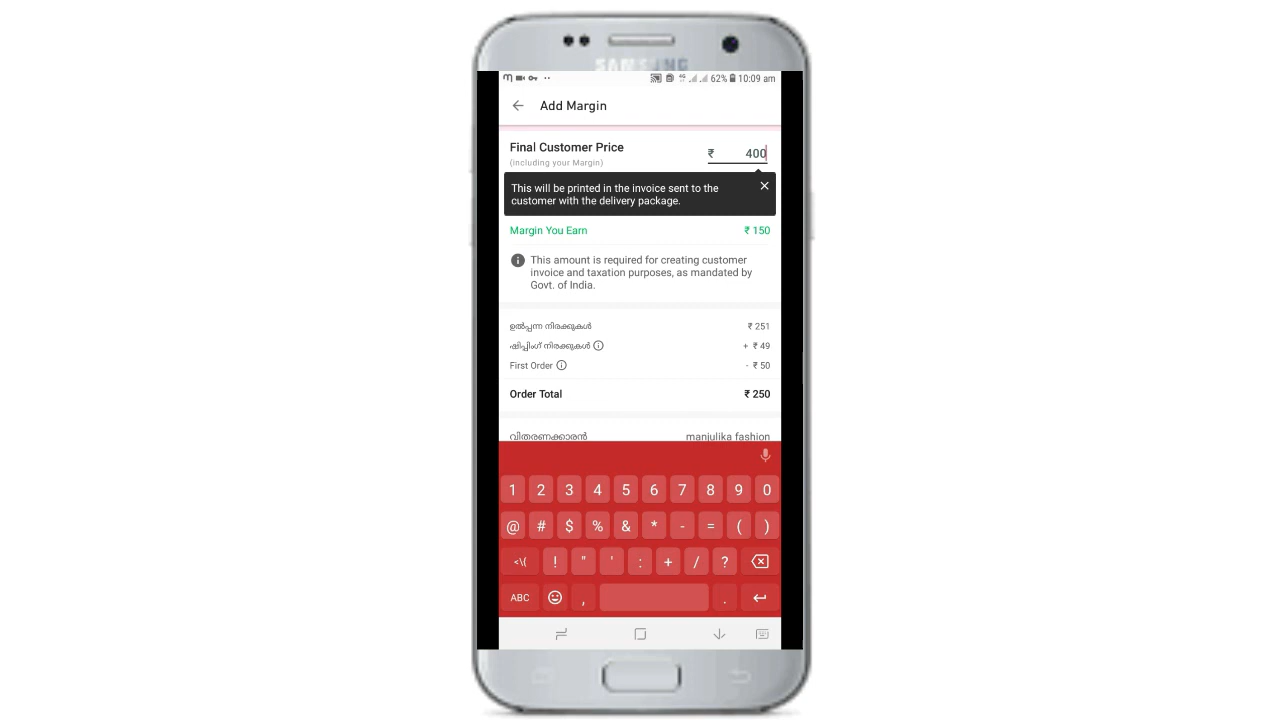 SAMSUNG
62% 10:09 am
Add Margin
Final Customer Price
₹ 400
(including your Margin)
This will be printed in the invoice sent to the
customer with the delivery package.
Margin You Earn ₹ 150
This amount is required for creating customer
invoice and taxation purposes, as mandated by
Govt. of India.
ഉൽപ്പന്ന നിരക്കുകൾ ₹ 251
ഷിപ്പിംഗ് നിരക്കുകൾ + ₹ 49
First Order - ₹ 50
Order Total ₹ 250
വിതരണക്കാരൻ manjulika fashion
1 2 3 4 5 6 7 8 9 0
@ # $ % & * - = ( )
<\( ! " ' : + / ?
ABC , .